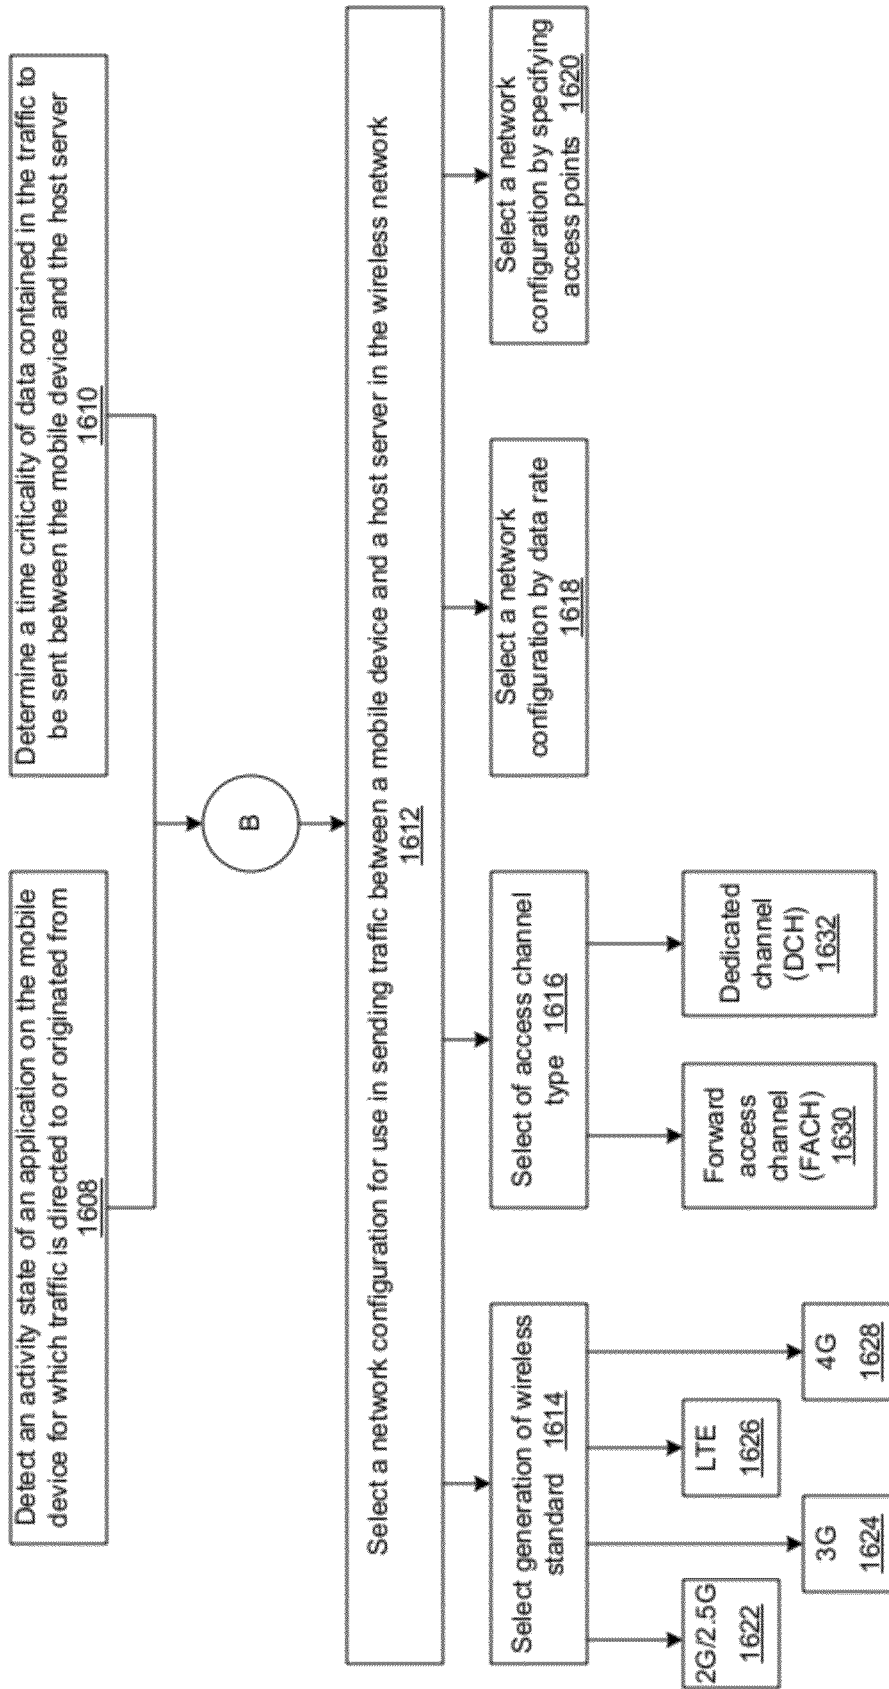 Detect an activity state of an application on the mobile
device for which traffic is directed to or originated from
1608
Determine a time criticality of data contained in the traffic to
be sent between the mobile device and the host server
1610
B
Select a network configuration for use in sending traffic between a mobile device and a host server in the wireless network
1612
Select generation of wireless
standard 1614
Select of access channel
type 1616
Select a network
configuration by data rate
1618
Select a network
configuration by specifying
access points 1620
2G/2.5G
1622
3G
1624
LTE
1626
4G
1628
Forward
access
channel
(FACH)
1630
Dedicated
channel
(DCH)
1632